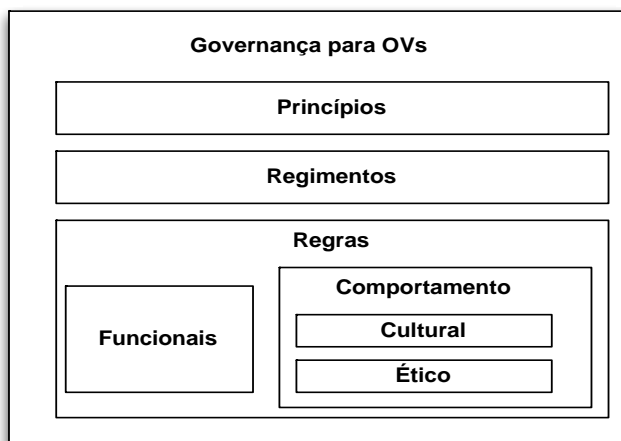 Governança para OVs
Princípios
Regimentos
Regras
Funcionais
Comportamento
Cultural
Ético